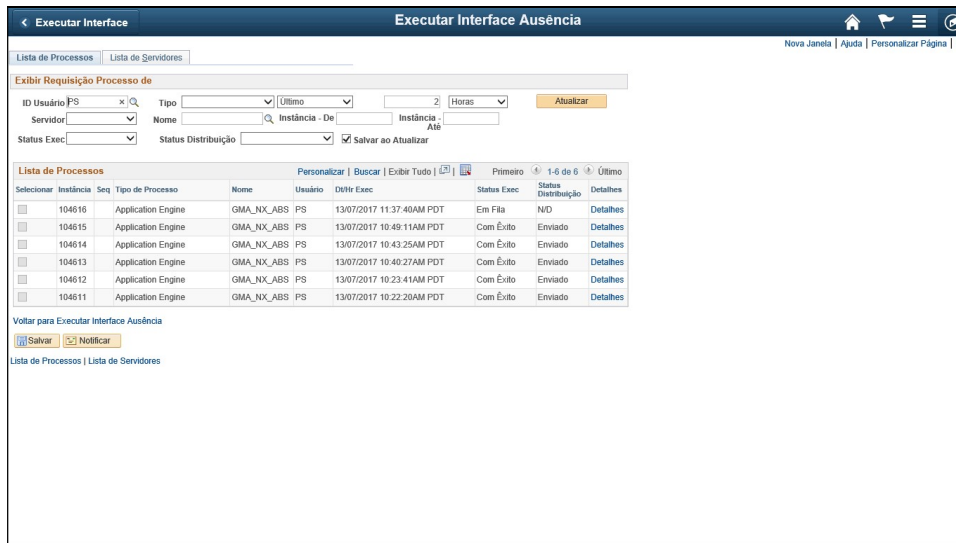 Executar Interface
Executar Interface Ausência
Nova Janela | Ajuda | Personalizar Página |
Lista de Processos
Lista de Servidores
Exibir Requisição Processo de
ID Usuário PS Tipo Último 2 Horas Atualizar
Servidor Nome Instância - De Instância - Até
Status Exec Status Distribuição Salvar ao Atualizar
Lista de Processos Personalizar | Buscar | Exibir Tudo | | Primeiro 1-6 de 6 Último
Selecionar Instância Seq Tipo de Processo Nome Usuário Dt/Hr Exec Status Exec Status Distribuição Detalhes
104616 Application Engine GMA_NX_ABS PS 13/07/2017 11:37:40AM PDT Em Fila N/D Detalhes
104615 Application Engine GMA_NX_ABS PS 13/07/2017 10:49:11AM PDT Com Êxito Enviado Detalhes
104614 Application Engine GMA_NX_ABS PS 13/07/2017 10:43:25AM PDT Com Êxito Enviado Detalhes
104613 Application Engine GMA_NX_ABS PS 13/07/2017 10:40:27AM PDT Com Êxito Enviado Detalhes
104612 Application Engine GMA_NX_ABS PS 13/07/2017 10:23:41AM PDT Com Êxito Enviado Detalhes
104611 Application Engine GMA_NX_ABS PS 13/07/2017 10:22:20AM PDT Com Êxito Enviado Detalhes
Voltar para Executar Interface Ausência
Salvar Notificar
Lista de Processos | Lista de Servidores